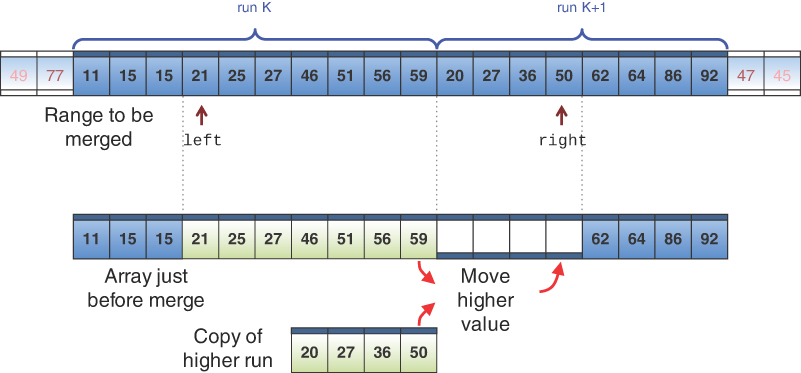 run K run K+1
49 77 11 15 15 21 25 27 46 51 56 59 20 27 36 50 62 64 86 92 47 45
Range to be
merged
left right
11 15 15 21 25 27 46 51 56 59 62 64 86 92
Array just
before merge
Move
higher
value
Copy of
higher run
20 27 36 50